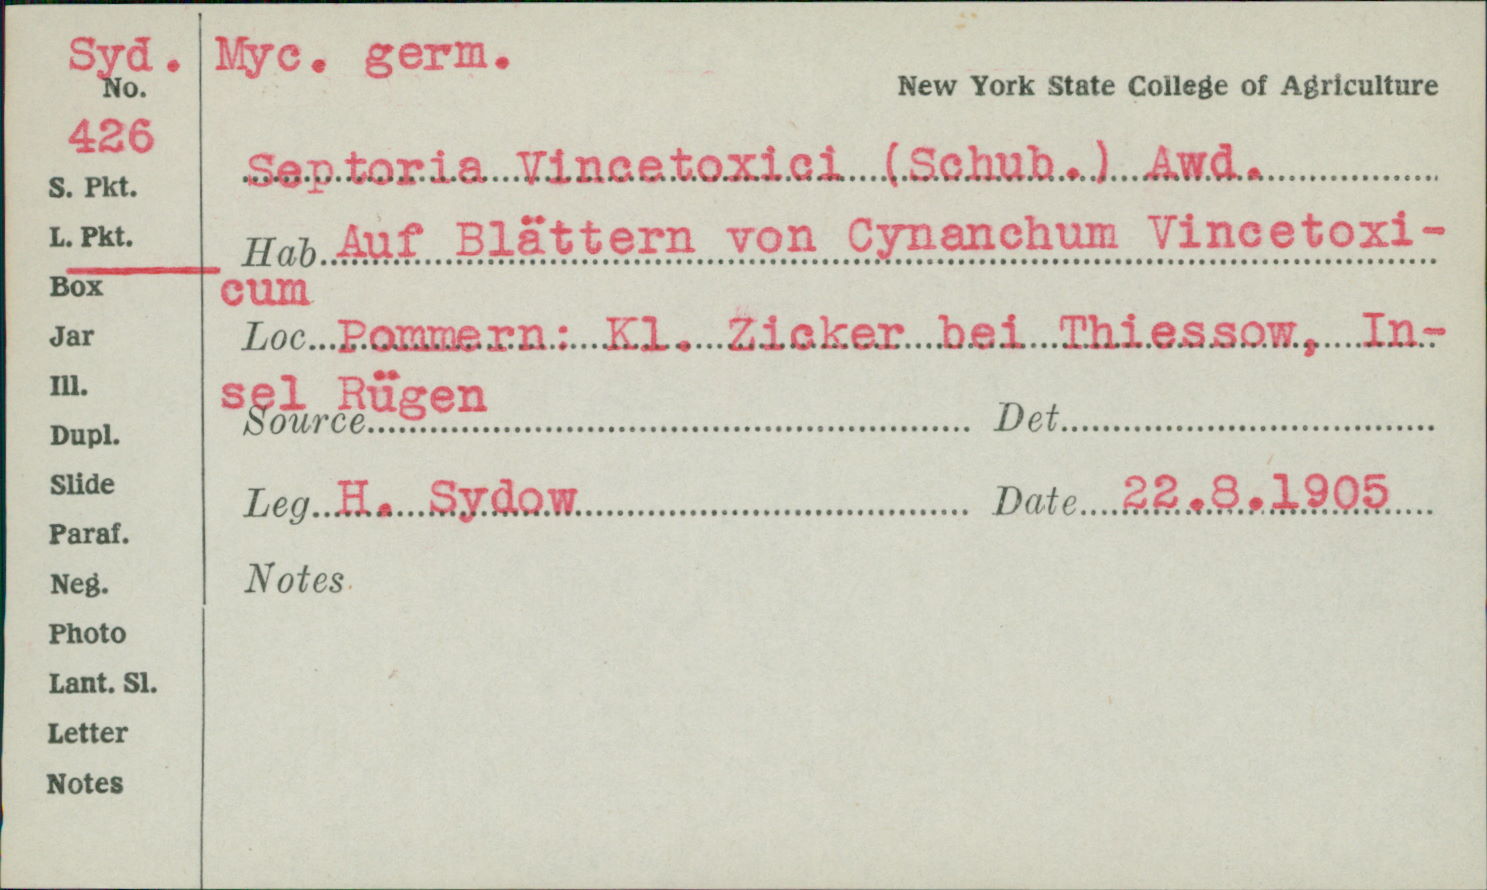 Syd. Myc. germ.
No. New York State College of Agriculture
426
Septoria Vincetoxici (Schub.) Awd.
S. Pkt.
L. Pkt.
Hab. Auf Blättern von Cynanchum Vincetoxi-
Box cum
Jar Loc. Pommern: Kl. Zicker bei Thiessow, In-
Ill. sel Rügen
Source Det.
Dupl.
Slide Leg. H. Sydow Date 22.8.1905
Paraf.
Neg. Notes
Photo
Lant. Sl.
Letter
Notes